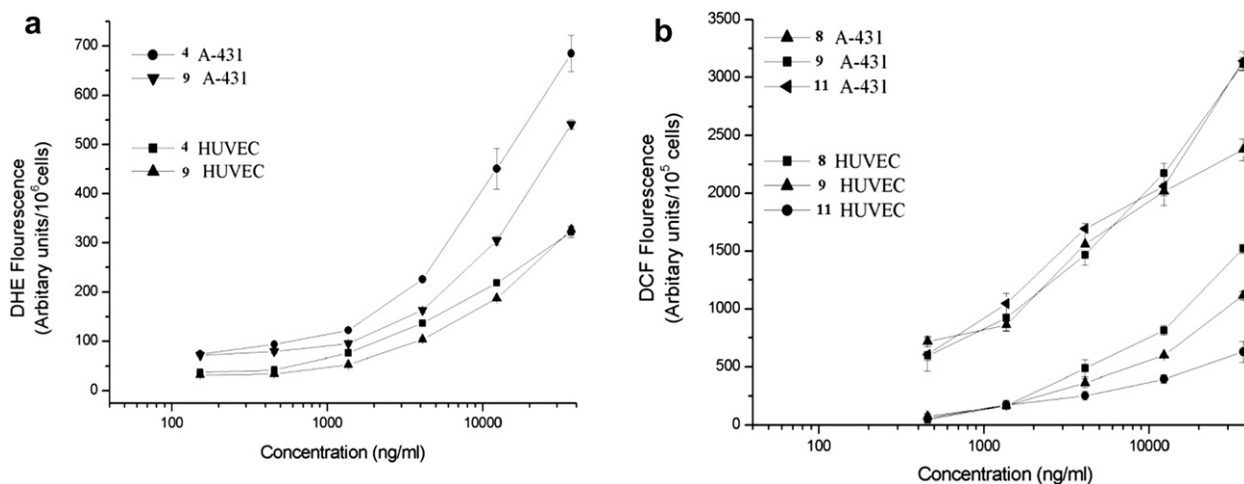 a
DHE Flourescence
(Arbitary units/10⁶cells)
700
600
500
400
300
200
100
0
4 A-431
9 A-431
4 HUVEC
9 HUVEC
100
1000
10000
Concentration (ng/ml)
b
DCF Flourescence
(Arbitary units/10⁵ cells)
3500
3000
2500
2000
1500
1000
500
0
8 A-431
9 A-431
11 A-431
8 HUVEC
9 HUVEC
11 HUVEC
100
1000
10000
Concentration (ng/ml)